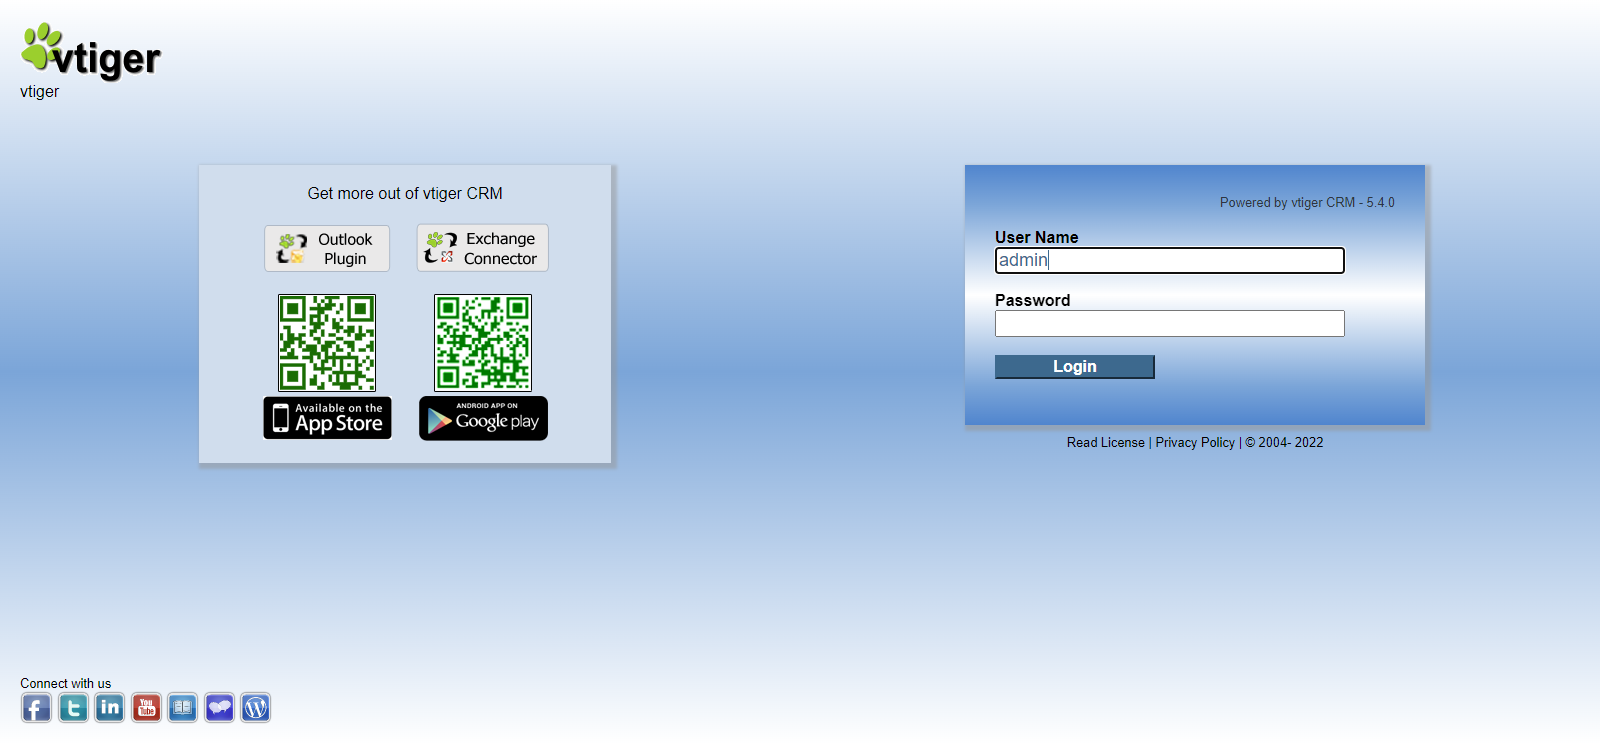 vtiger
vtiger
Get more out of vtiger CRM
Outlook
Plugin
Exchange
Connector
Available on the
App Store
ANDROID APP ON
Google play
Powered by vtiger CRM - 5.4.0
User Name
admin
Password
Login
Read License | Privacy Policy | © 2004- 2022
Connect with us
f
t
in
You
Tube
W